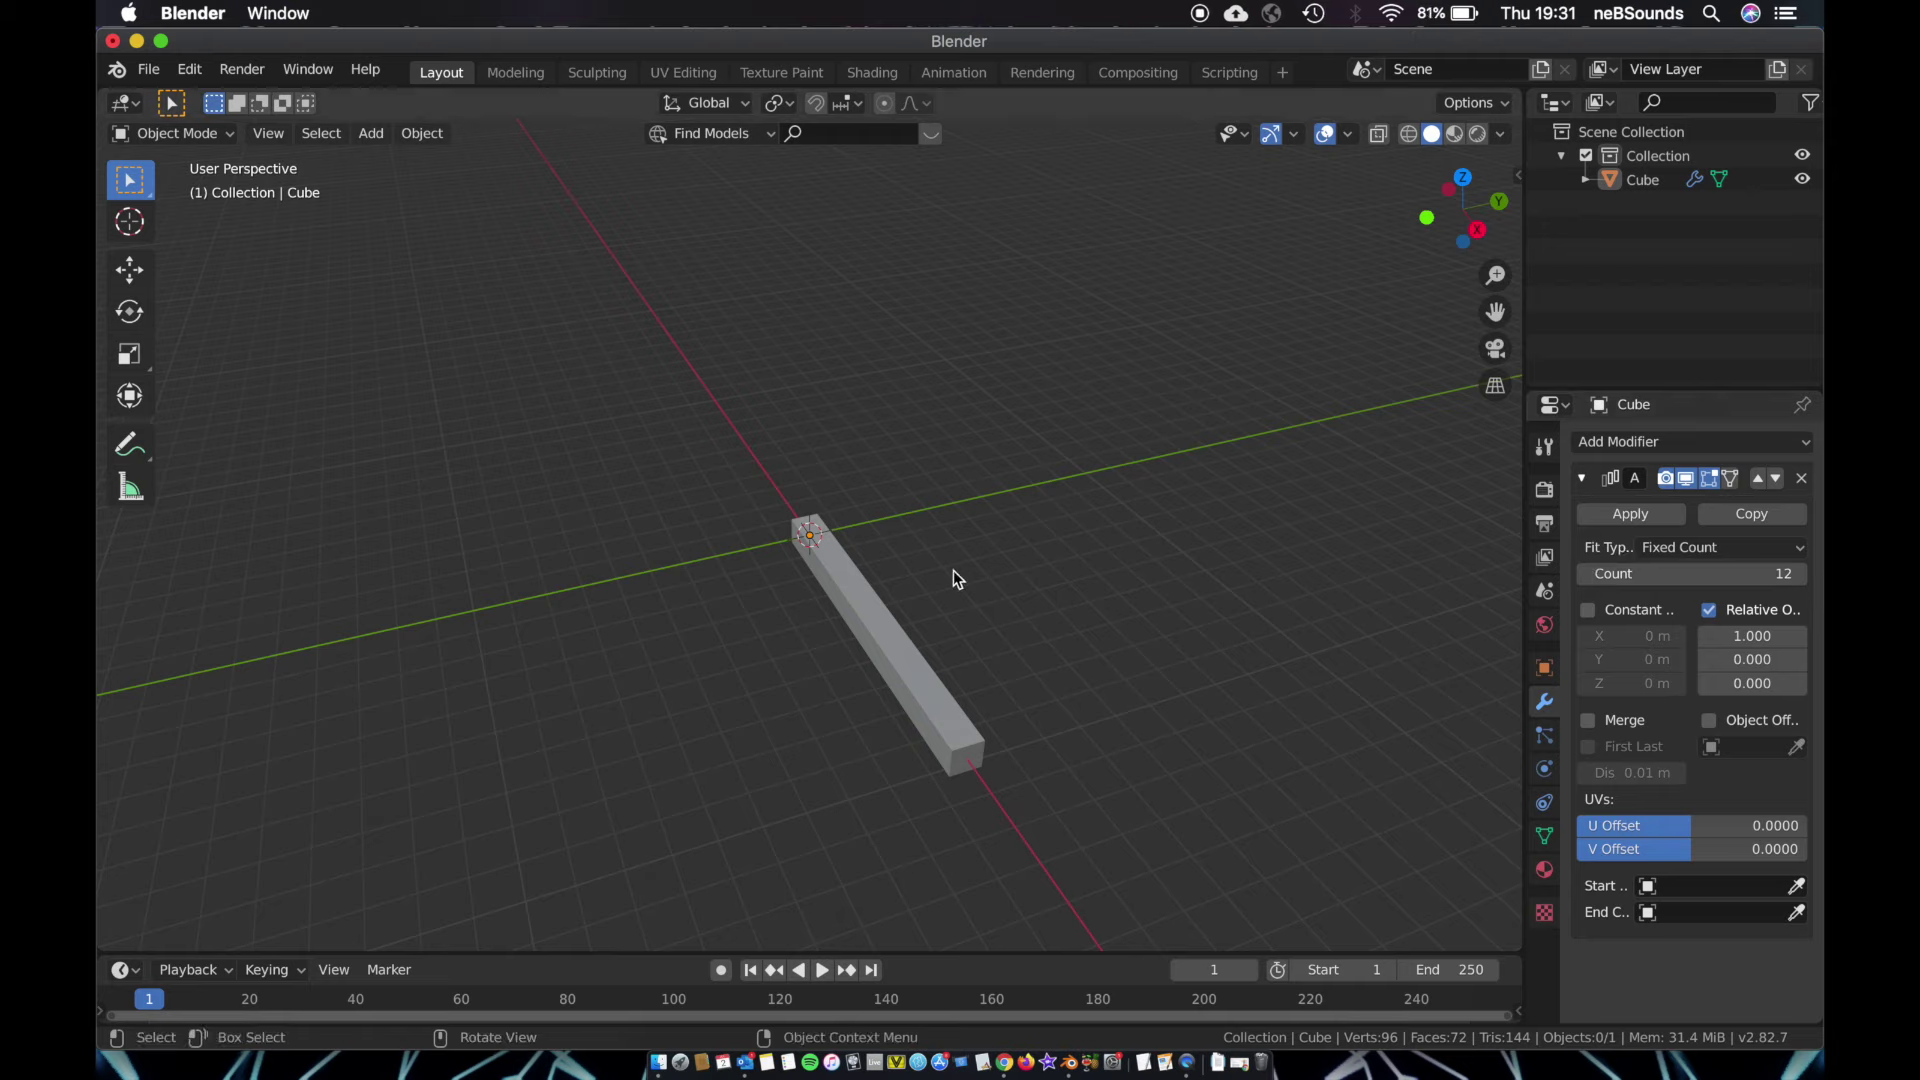 Blender Window 81% Thu 19:31 neBSounds
Blender
File Edit Render Window Help Layout Modeling Sculpting UV Editing Texture Paint Shading Animation Rendering Compositing Scripting + Scene View Layer
Global Options
Object Mode View Select Add Object Find Models
User Perspective
(1) Collection | Cube
Z
Y
X
Scene Collection
Collection
Cube
Cube
Add Modifier
A
Apply Copy
Fit Typ.. Fixed Count
Count 12
Constant .. Relative O..
X 0 m 1.000
Y 0 m 0.000
Z 0 m 0.000
Merge Object Off..
First Last
Dis 0.01 m
UVs:
U Offset 0.0000
V Offset 0.0000
Start ..
End C..
Playback Keying View Marker 1 Start 1 End 250
1 20 40 60 80 100 120 140 160 180 200 220 240
Select Box Select Rotate View Object Context Menu Collection | Cube | Verts:96 | Faces:72 | Tris:144 | Objects:0/1 | Mem: 31.4 MiB | v2.82.7